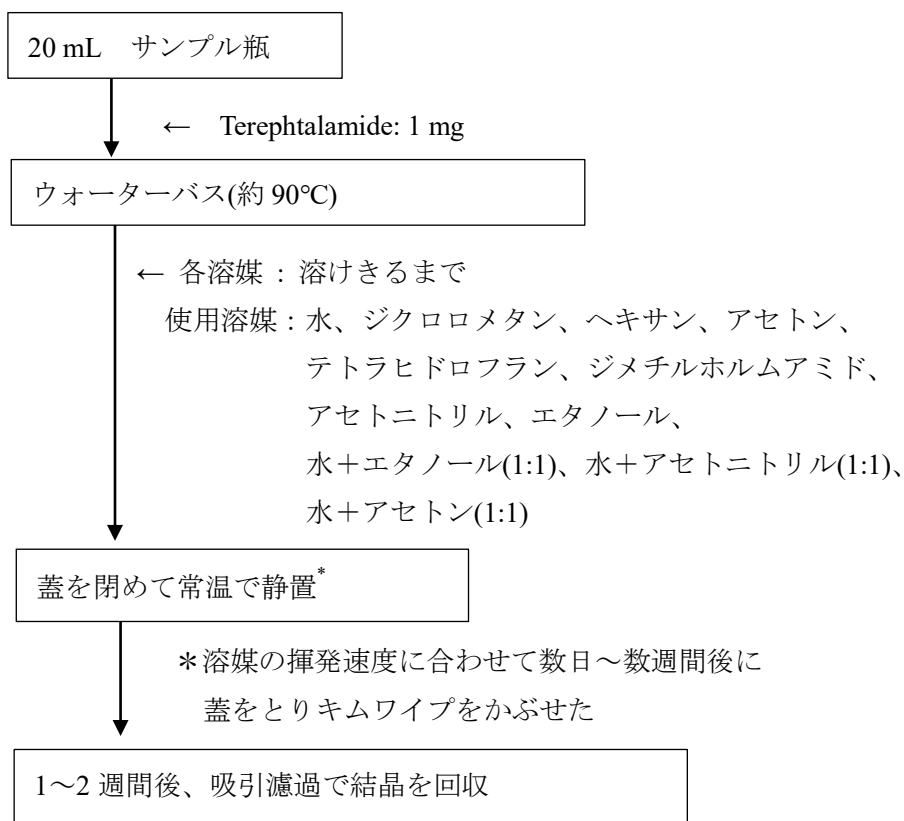 20 mL　サンプル瓶
←　Terephtalamide: 1 mg
ウォーターバス(約 90℃)
← 各溶媒：溶けきるまで
使用溶媒：水、ジクロロメタン、ヘキサン、アセトン、
テトラヒドロフラン、ジメチルホルムアミド、
アセトニトリル、エタノール、
水＋エタノール(1:1)、水＋アセトニトリル(1:1)、
水＋アセトン(1:1)
蓋を閉めて常温で静置*
＊溶媒の揮発速度に合わせて数日～数週間後に
蓋をとりキムワイプをかぶせた
1～2 週間後、吸引濾過で結晶を回収